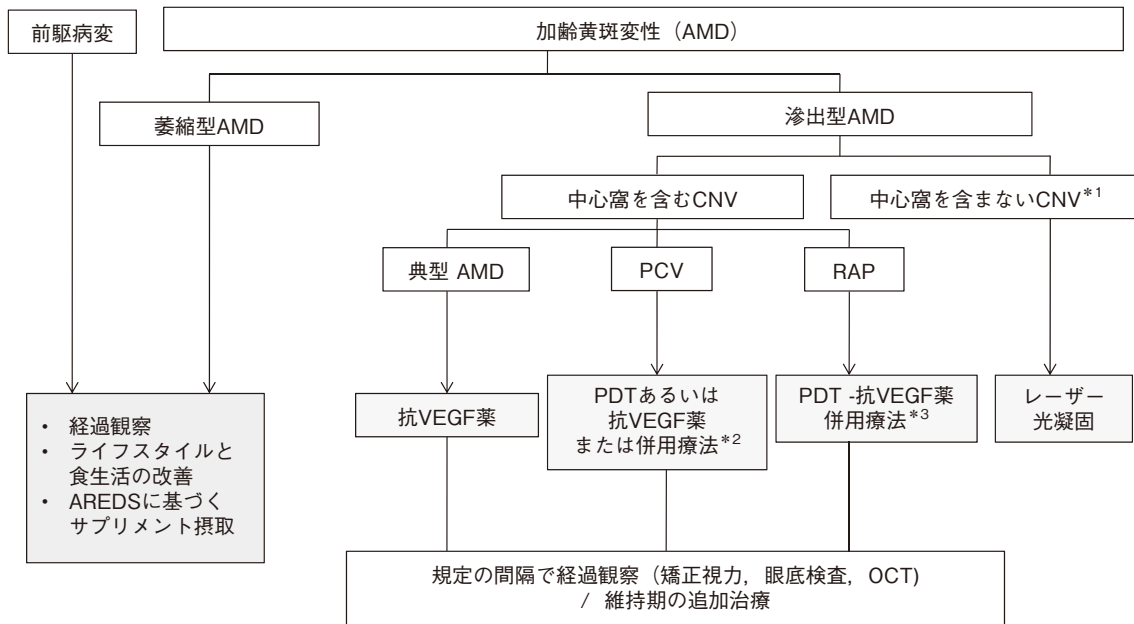 前駆病変
加齢黄斑変性（AMD）
萎縮型AMD
滲出型AMD
中心窩を含むCNV
中心窩を含まないCNV*1
典型 AMD
PCV
RAP
• 経過観察
• ライフスタイルと
食生活の改善
• AREDSに基づく
サプリメント摂取
抗VEGF薬
PDTあるいは
抗VEGF薬
または併用療法*2
PDT -抗VEGF薬
併用療法*3
レーザー
光凝固
規定の間隔で経過観察（矯正視力，眼底検査，OCT)
/ 維持期の追加治療